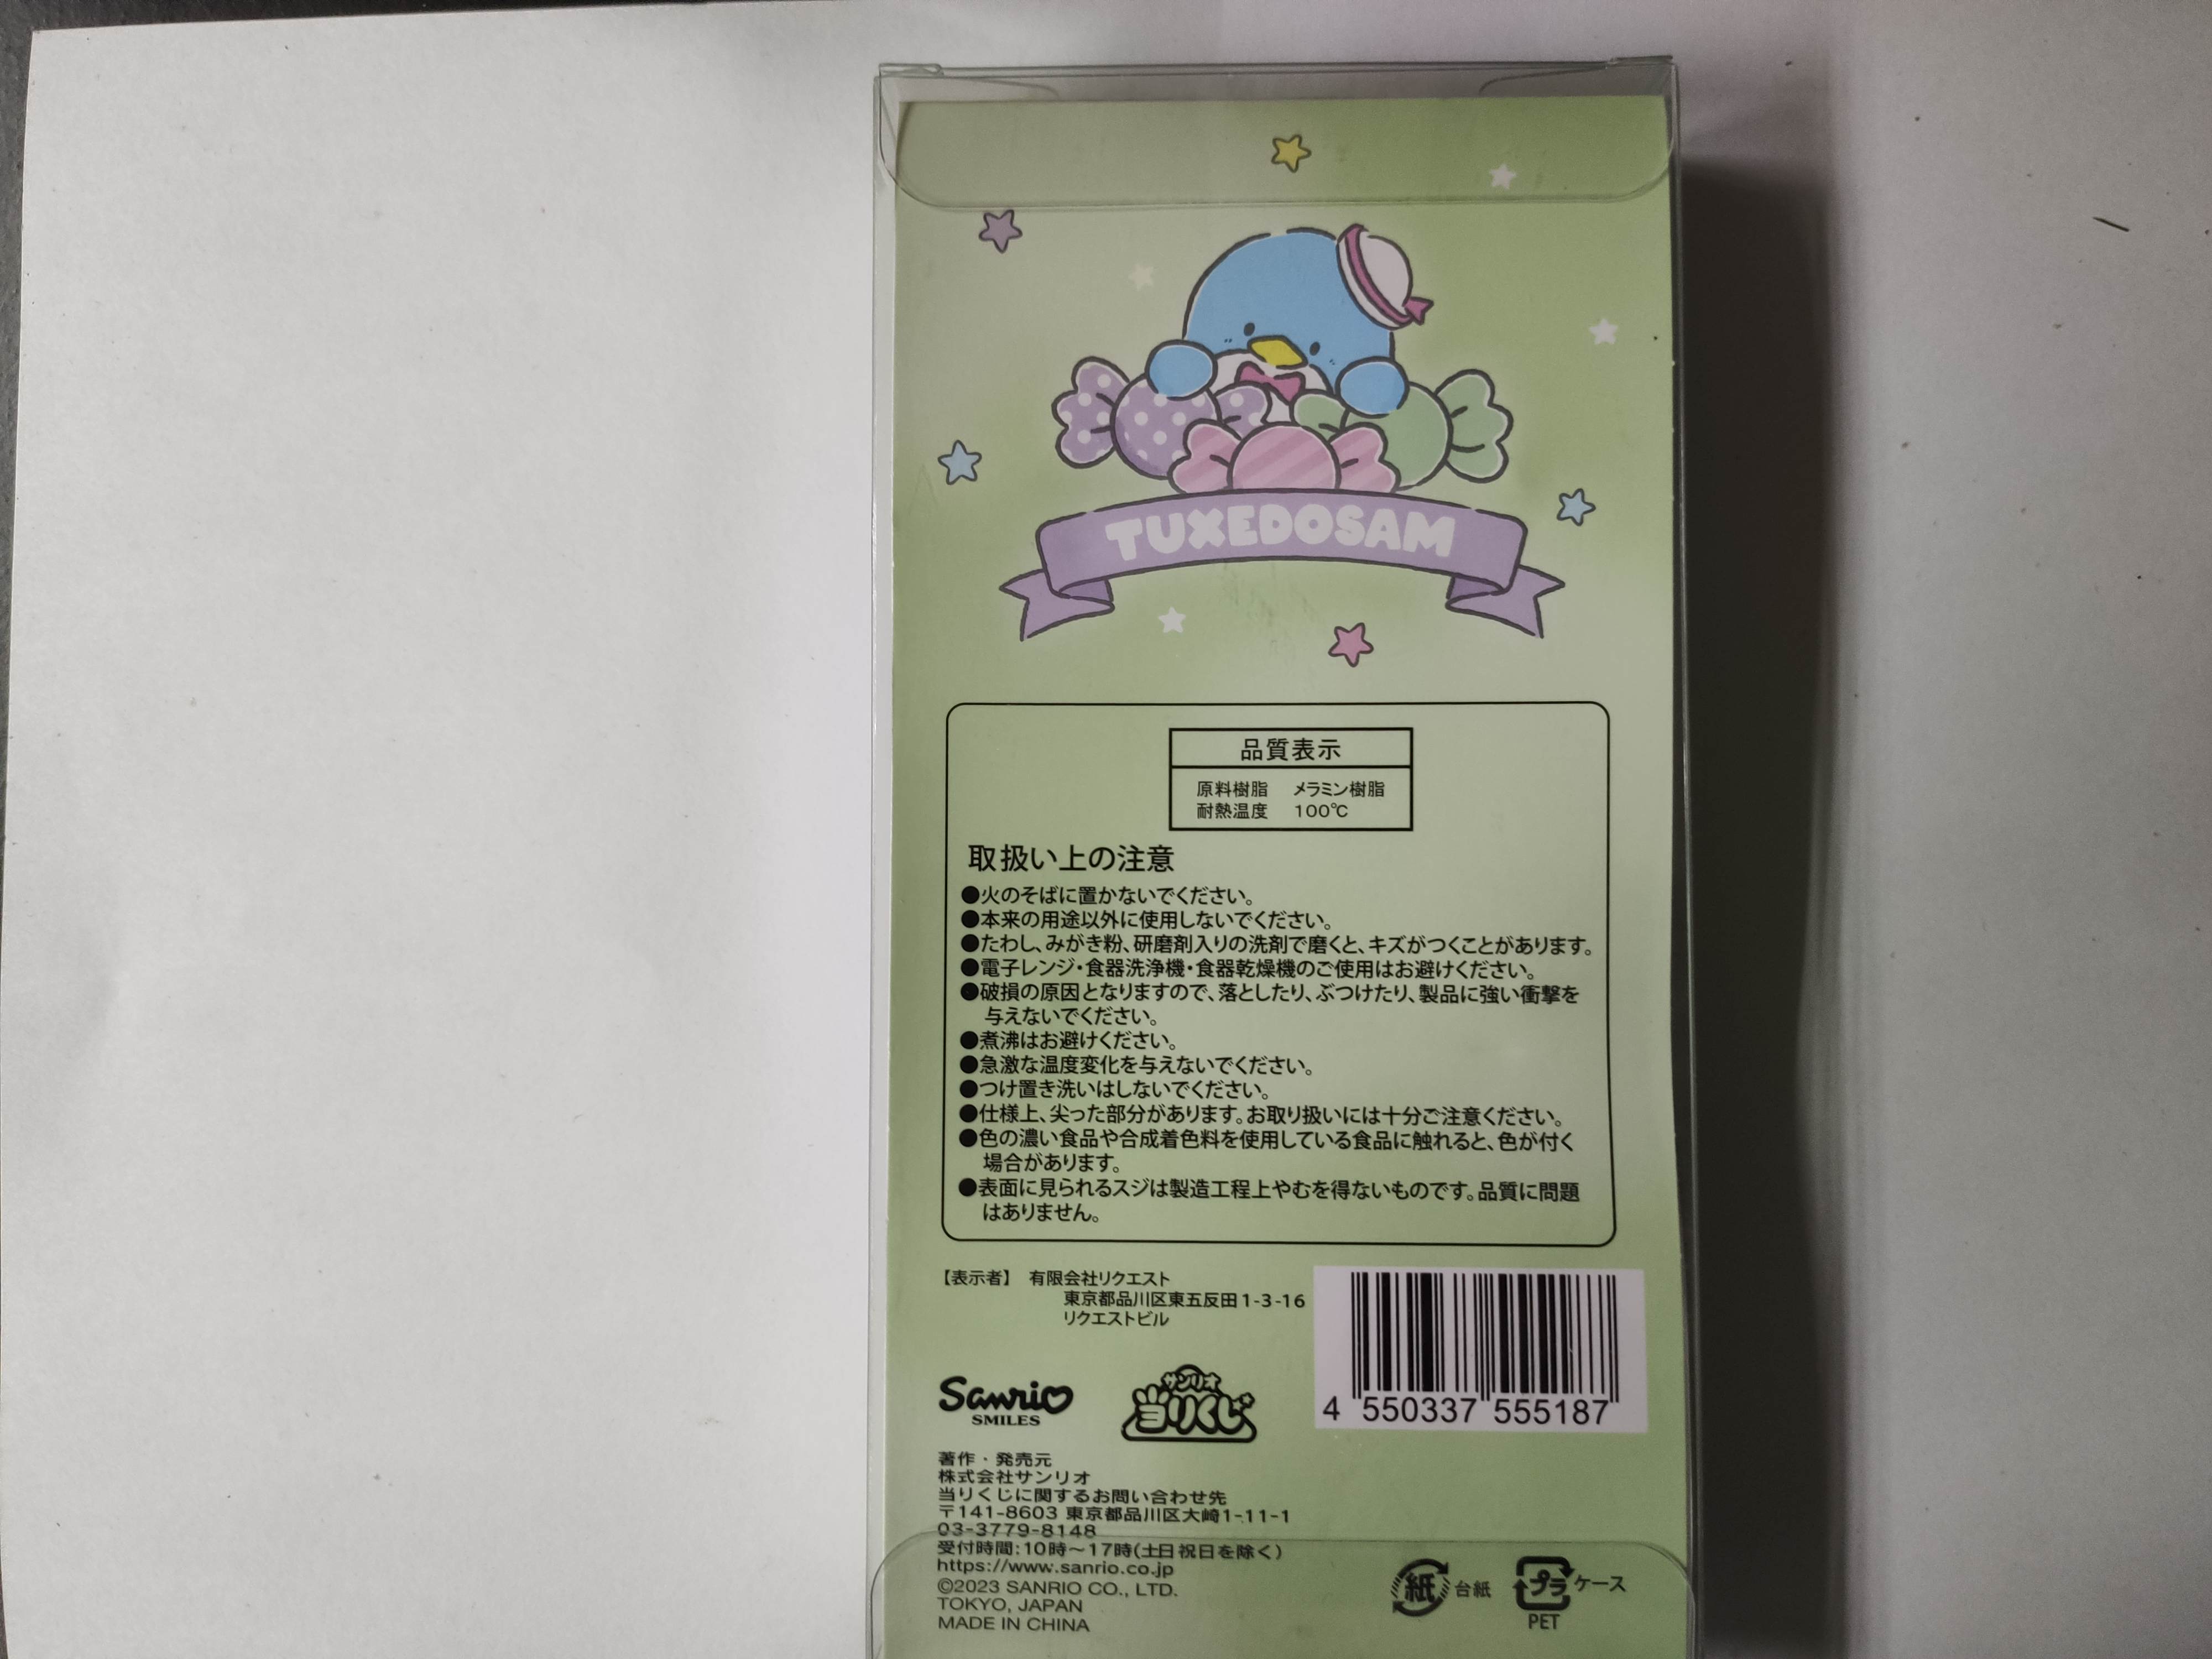 TUXEDOSAM
品質表示
原料樹脂 メラミン樹脂
耐熱温度 100℃
取扱い上の注意
●火のそばに置かないでください。
●本来の用途以外に使用しないでください。
●たわし、みがき粉、研磨剤入りの洗剤で磨くと、キズがつくことがあります。
●電子レンジ・食器洗浄機・食器乾燥機のご使用はお避けください。
●破損の原因となりますので、落としたり、ぶつけたり、製品に強い衝撃を
与えないでください。
●煮沸はお避けください。
●急激な温度変化を与えないでください。
●つけ置き洗いはしないでください。
●仕様上、尖った部分があります。お取り扱いには十分ご注意ください。
●色の濃い食品や合成着色料を使用している食品に触れると、色が付く
場合があります。
●表面に見られるスジは製造工程上やむを得ないものです。品質に問題
はありません。
【表示者】 有限会社リクエスト
東京都品川区東五反田1-3-16
リクエストビル
4 550337 555187
Sanrio
SMILES
サンリオ
当りくじ
著作・発売元
株式会社サンリオ
当りくじに関するお問い合わせ先
〒141-8603 東京都品川区大崎1-11-1
03-3779-8148
受付時間:10時～17時(土日祝日を除く)
https://www.sanrio.co.jp
©2023 SANRIO CO., LTD.
TOKYO, JAPAN
MADE IN CHINA
紙 台紙
プラ ケース
PET